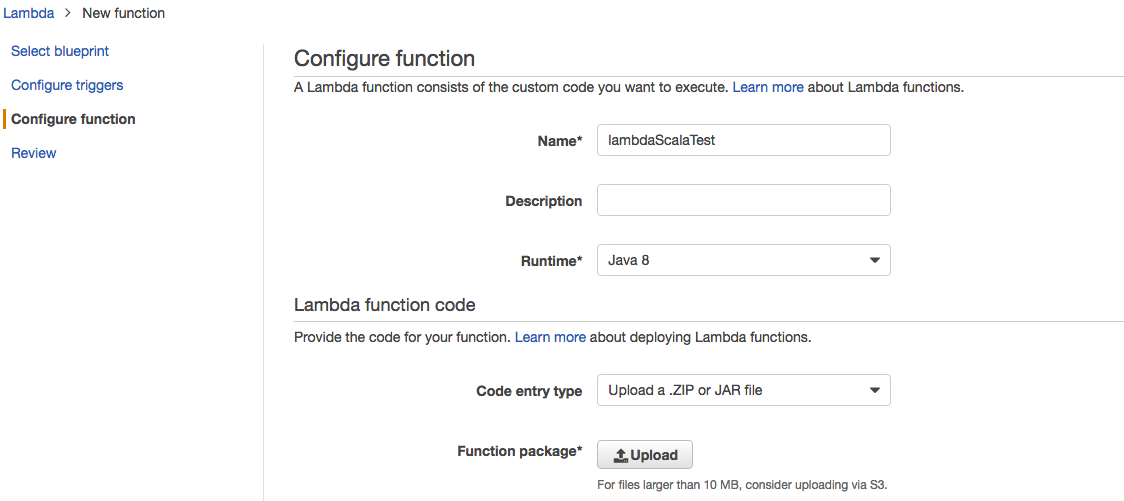 Lambda > New function
Select blueprint
Configure triggers
Configure function
Review
Configure function
A Lambda function consists of the custom code you want to execute. Learn more about Lambda functions.
Name* lambdaScalaTest
Description
Runtime* Java 8
Lambda function code
Provide the code for your function. Learn more about deploying Lambda functions.
Code entry type Upload a .ZIP or JAR file
Function package* Upload
For files larger than 10 MB, consider uploading via S3.